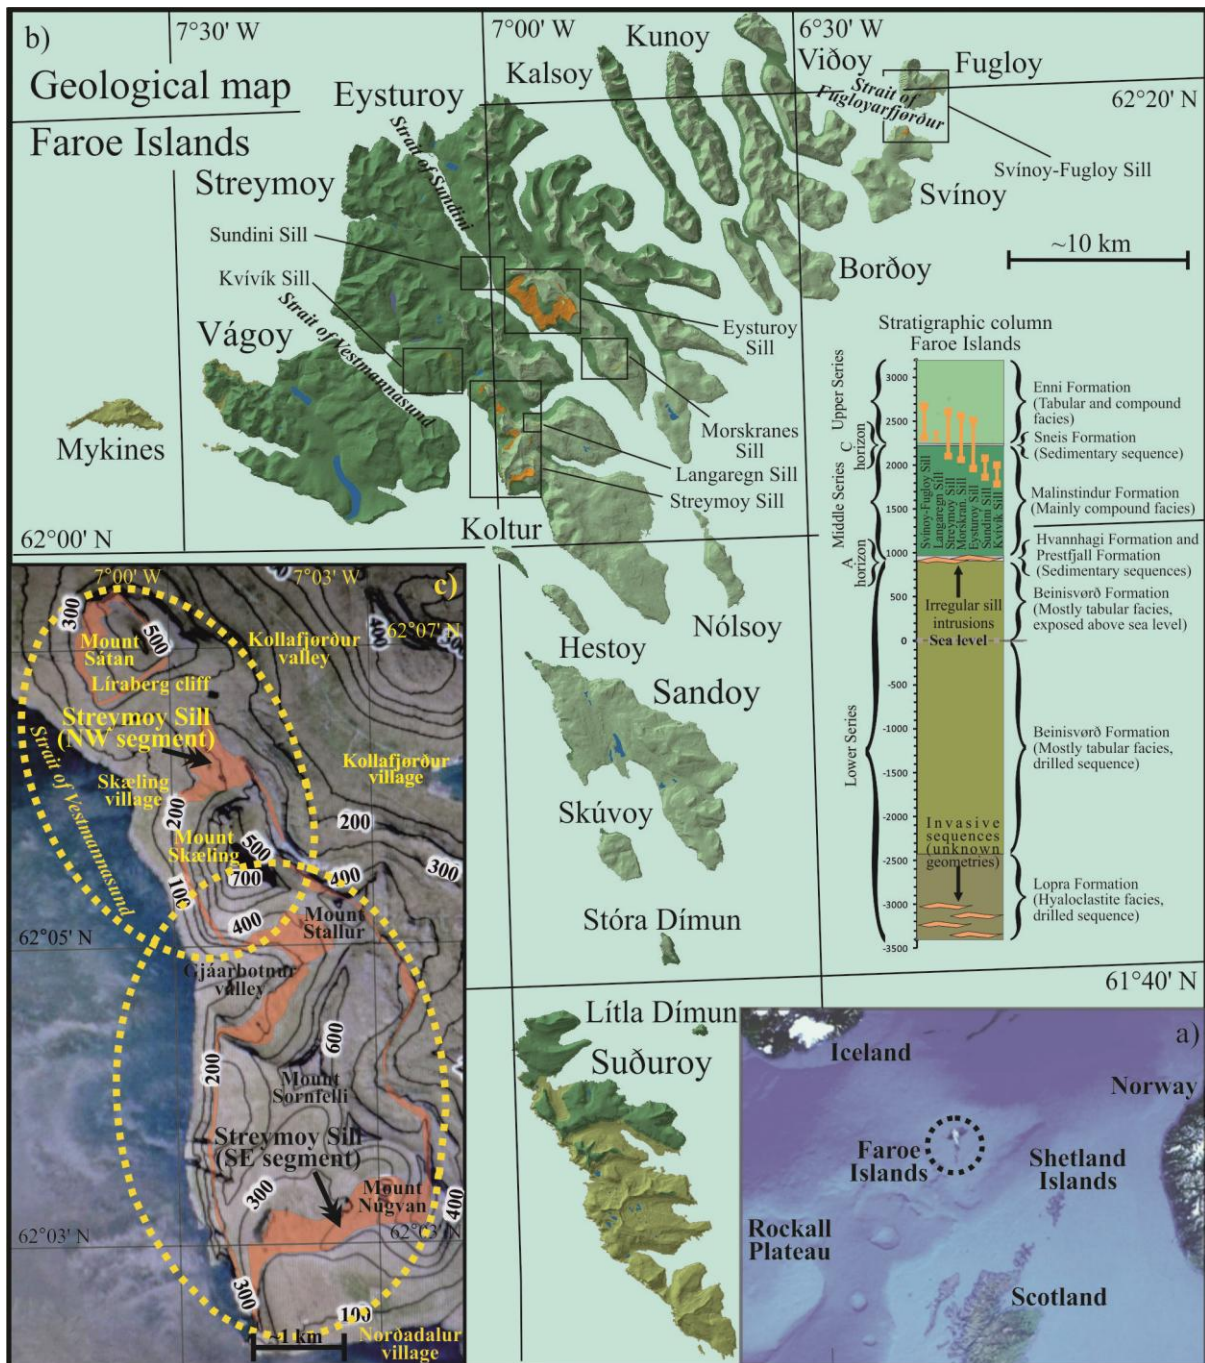 b)
7°30' W
7°00' W
6°30' W
Geological map
Faroe Islands
Kunoy
Kalsoy
Viðoy
Fugloy
Strait of
Fugloyarfjørður
62°20' N
Eysturoy
Strait of Sundini
Streymoy
Svínoy-Fugloy Sill
Svínoy
Sundini Sill
~10 km
Kvívík Sill
Borðoy
Strait of Vestmannasund
Vágoy
Eysturoy
Sill
Mykines
Morskranes
Sill
Langaregn Sill
Streymoy Sill
Koltur
62°00' N
Hestoy
Nólsoy
Sandoy
Skúvoy
Stóra Dímun
61°40' N
Lítla Dímun
Suðuroy
Stratigraphic column
Faroe Islands
3000
2500
2000
1500
1000
500
0
-500
-1000
-1500
-2000
-2500
-3000
-3500
Upper Series
C
horizon
Middle Series
A
horizon
Lower Series
Svínoy-Fugloy Sill
Langaregn Sill
Streymoy Sill
Morskran. Sill
Eysturoy Sill
Sundini Sill
Kvívík Sill
Irregular sill
intrusions
Sea level
Invasive
sequences
(unknown
geometries)
Enni Formation
(Tabular and compound
facies)
Sneis Formation
(Sedimentary sequence)
Malinstindur Formation
(Mainly compound facies)
Hvannhagi Formation and
Prestfjall Formation
(Sedimentary sequences)
Beinisvørð Formation
(Mostly tabular facies,
exposed above sea level)
Beinisvørð Formation
(Mostly tabular facies,
drilled sequence)
Lopra Formation
(Hyaloclastite facies,
drilled sequence)
c)
7°00' W
7°03' W
300
500
Mount
Sátan
Kollafjørður
valley
400
62°07' N
Líraberg cliff
Streymoy Sill
(NW segment)
Strait of Vestmannasund
Skæling
village
Kollafjørður
village
200
200
Mount
Skæling
500
700
100
400
300
400
Mount
Stallur
62°05' N
Gjáarbotnur
valley
600
200
Mount
Sornfelli
Streymoy Sill
(SE segment)
300
Mount
Núgvan
400
62°03' N
62°03' N
300
100
~1 km
Norðadalur
village
a)
Iceland
Norway
Faroe
Islands
Shetland
Islands
Rockall
Plateau
Scotland